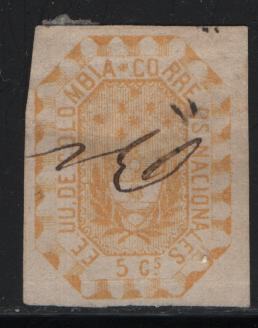 EE. UU. DE COLOMBIA - CORREOS NACIONALES
5 Cs